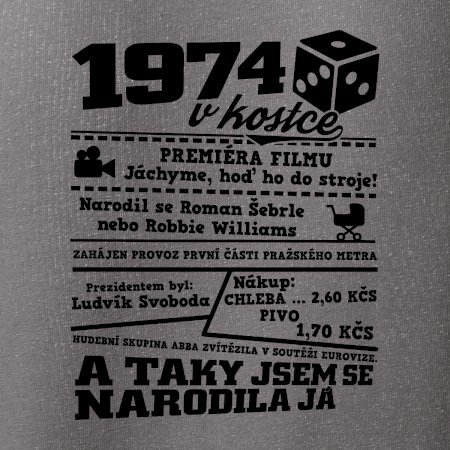 1974
v kostce
PREMIÉRA FILMU
Jáchyme, hoď ho do stroje!
Narodil se Roman Šebrle
nebo Robbie Williams
ZAHÁJEN PROVOZ PRVNÍ ČÁSTI PRAŽSKÉHO METRA
Prezidentem byl:
Ludvík Svoboda
Nákup:
CHLEBA ... 2,60 KČS
PIVO
1,70 KČS
HUDEBNÍ SKUPINA ABBA ZVÍTĚZILA V SOUTĚŽI EUROVIZE.
A TAKY JSEM SE
NARODILA JÁ